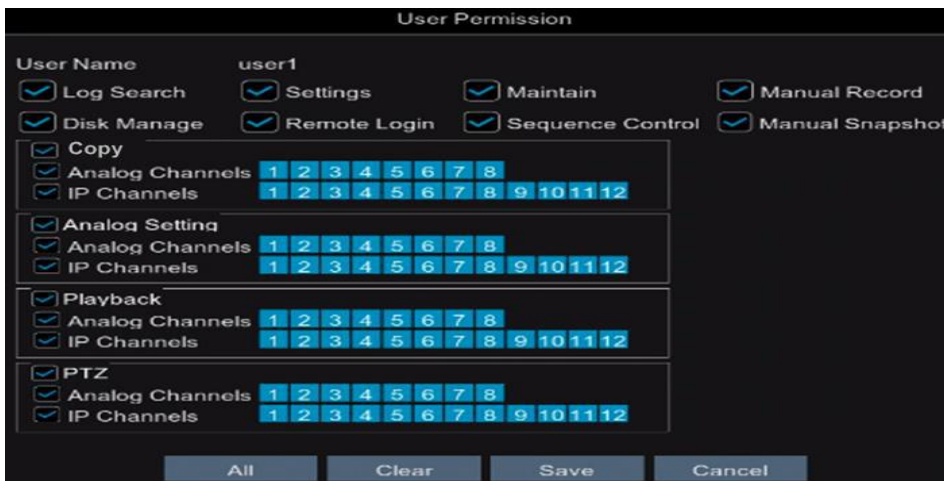 User Permission
User Name user1
Log Search Settings Maintain Manual Record
Disk Manage Remote Login Sequence Control Manual Snapshot
Copy
Analog Channels 1 2 3 4 5 6 7 8
IP Channels 1 2 3 4 5 6 7 8 9 10 11 12
Analog Setting
Analog Channels 1 2 3 4 5 6 7 8
IP Channels 1 2 3 4 5 6 7 8 9 10 11 12
Playback
Analog Channels 1 2 3 4 5 6 7 8
IP Channels 1 2 3 4 5 6 7 8 9 10 11 12
PTZ
Analog Channels 1 2 3 4 5 6 7 8
IP Channels 1 2 3 4 5 6 7 8 9 10 11 12
All Clear Save Cancel